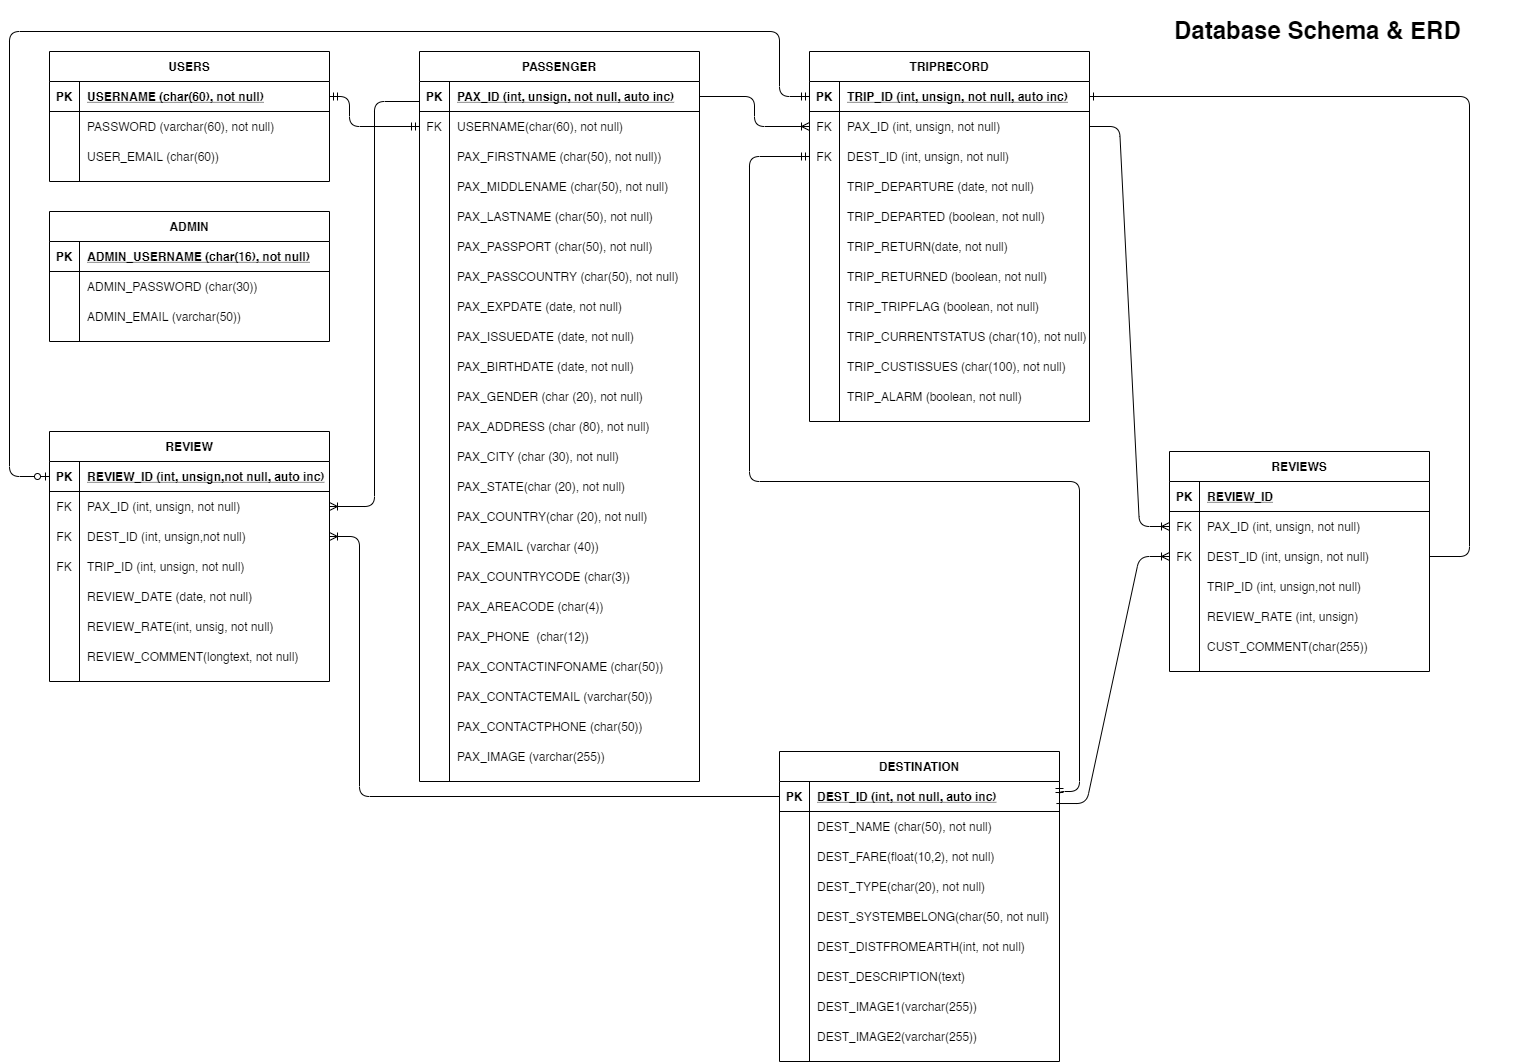 Database Schema & ERD
USERS
PK USERNAME (char(60), not null)
PASSWORD (varchar(60), not null)
USER_EMAIL (char(60))
ADMIN
PK ADMIN_USERNAME (char(16), not null)
ADMIN_PASSWORD (char(30))
ADMIN_EMAIL (varchar(50))
REVIEW
PK REVIEW_ID (int, unsign,not null, auto inc)
FK PAX_ID (int, unsign, not null)
FK DEST_ID (int, unsign,not null)
FK TRIP_ID (int, unsign, not null)
REVIEW_DATE (date, not null)
REVIEW_RATE(int, unsig, not null)
REVIEW_COMMENT(longtext, not null)
PASSENGER
PK PAX_ID (int, unsign, not null, auto inc)
FK USERNAME(char(60), not null)
PAX_FIRSTNAME (char(50), not null))
PAX_MIDDLENAME (char(50), not null)
PAX_LASTNAME (char(50), not null)
PAX_PASSPORT (char(50), not null)
PAX_PASSCOUNTRY (char(50), not null)
PAX_EXPDATE (date, not null)
PAX_ISSUEDATE (date, not null)
PAX_BIRTHDATE (date, not null)
PAX_GENDER (char (20), not null)
PAX_ADDRESS (char (80), not null)
PAX_CITY (char (30), not null)
PAX_STATE(char (20), not null)
PAX_COUNTRY(char (20), not null)
PAX_EMAIL (varchar (40))
PAX_COUNTRYCODE (char(3))
PAX_AREACODE (char(4))
PAX_PHONE (char(12))
PAX_CONTACTINFONAME (char(50))
PAX_CONTACTEMAIL (varchar(50))
PAX_CONTACTPHONE (char(50))
PAX_IMAGE (varchar(255))
TRIPRECORD
PK TRIP_ID (int, unsign, not null, auto inc)
FK PAX_ID (int, unsign, not null)
FK DEST_ID (int, unsign, not null)
TRIP_DEPARTURE (date, not null)
TRIP_DEPARTED (boolean, not null)
TRIP_RETURN(date, not null)
TRIP_RETURNED (boolean, not null)
TRIP_TRIPFLAG (boolean, not null)
TRIP_CURRENTSTATUS (char(10), not null)
TRIP_CUSTISSUES (char(100), not null)
TRIP_ALARM (boolean, not null)
REVIEWS
PK REVIEW_ID
FK PAX_ID (int, unsign, not null)
FK DEST_ID (int, unsign, not null)
TRIP_ID (int, unsign,not null)
REVIEW_RATE (int, unsign)
CUST_COMMENT(char(255))
DESTINATION
PK DEST_ID (int, not null, auto inc)
DEST_NAME (char(50), not null)
DEST_FARE(float(10,2), not null)
DEST_TYPE(char(20), not null)
DEST_SYSTEMBELONG(char(50, not null)
DEST_DISTFROMEARTH(int, not null)
DEST_DESCRIPTION(text)
DEST_IMAGE1(varchar(255))
DEST_IMAGE2(varchar(255))